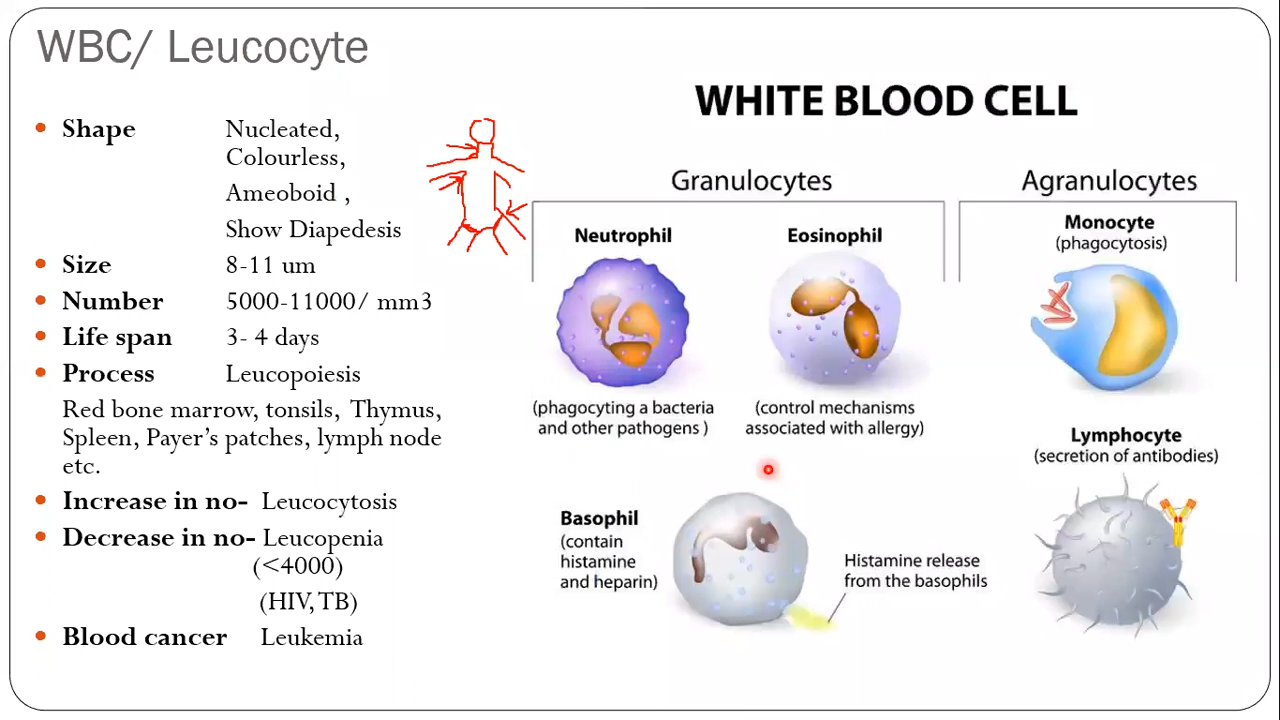 WBC/ Leucocyte
Shape Nucleated,
Colourless,
Ameoboid ,
Show Diapedesis
Size 8-11 um
Number 5000-11000/ mm3
Life span 3- 4 days
Process Leucopoiesis
Red bone marrow, tonsils, Thymus,
Spleen, Payer's patches, lymph node
etc.
Increase in no- Leucocytosis
Decrease in no- Leucopenia
(<4000)
(HIV, TB)
Blood cancer Leukemia
WHITE BLOOD CELL
Granulocytes
Neutrophil
(phagocyting a bacteria
and other pathogens )
Eosinophil
(control mechanisms
associated with allergy)
Basophil
(contain
histamine
and heparin)
Histamine release
from the basophils
Agranulocytes
Monocyte
(phagocytosis)
Lymphocyte
(secretion of antibodies)